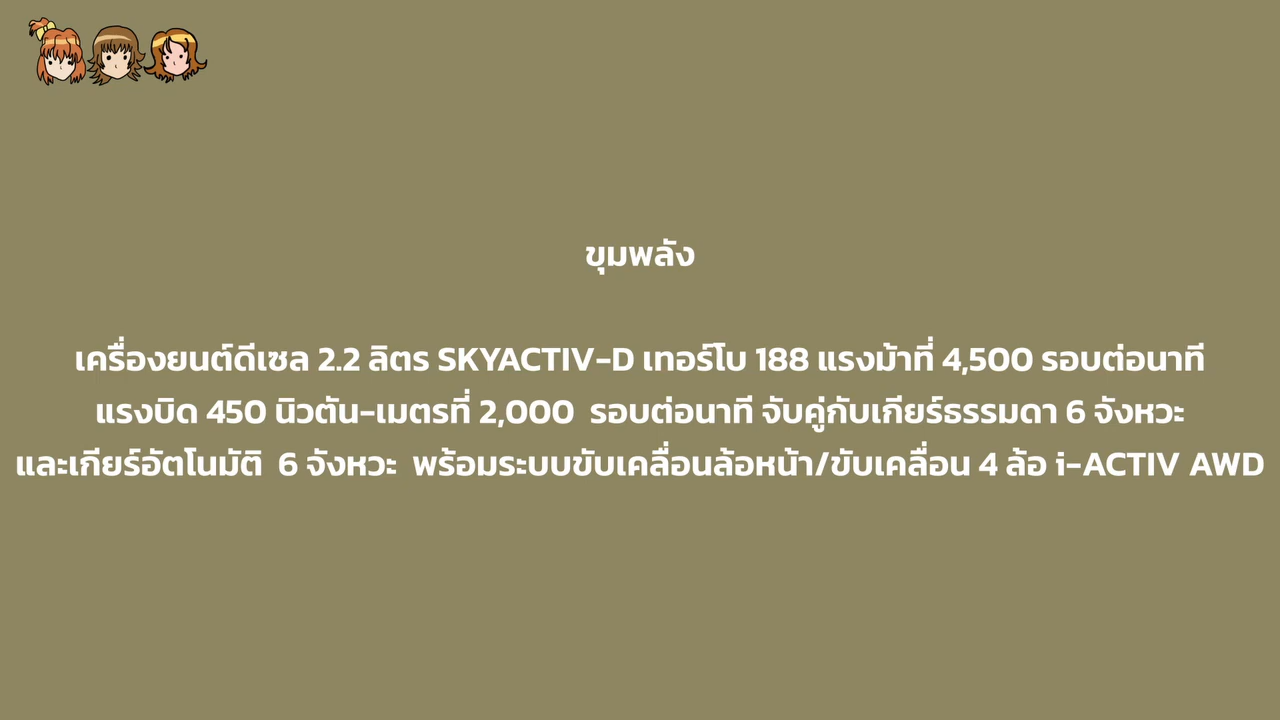 ขุมพลัง
เครื่องยนต์ดีเซล 2.2 ลิตร SKYACTIV-D เทอร์โบ 188 แรงม้าที่ 4,500 รอบต่อนาที
แรงบิด 450 นิวตัน-เมตรที่ 2,000 รอบต่อนาที จับคู่กับเกียร์ธรรมดา 6 จังหวะ
และเกียร์อัตโนมัติ 6 จังหวะ พร้อมระบบขับเคลื่อนล้อหน้า/ขับเคลื่อน 4 ล้อ i-ACTIV AWD